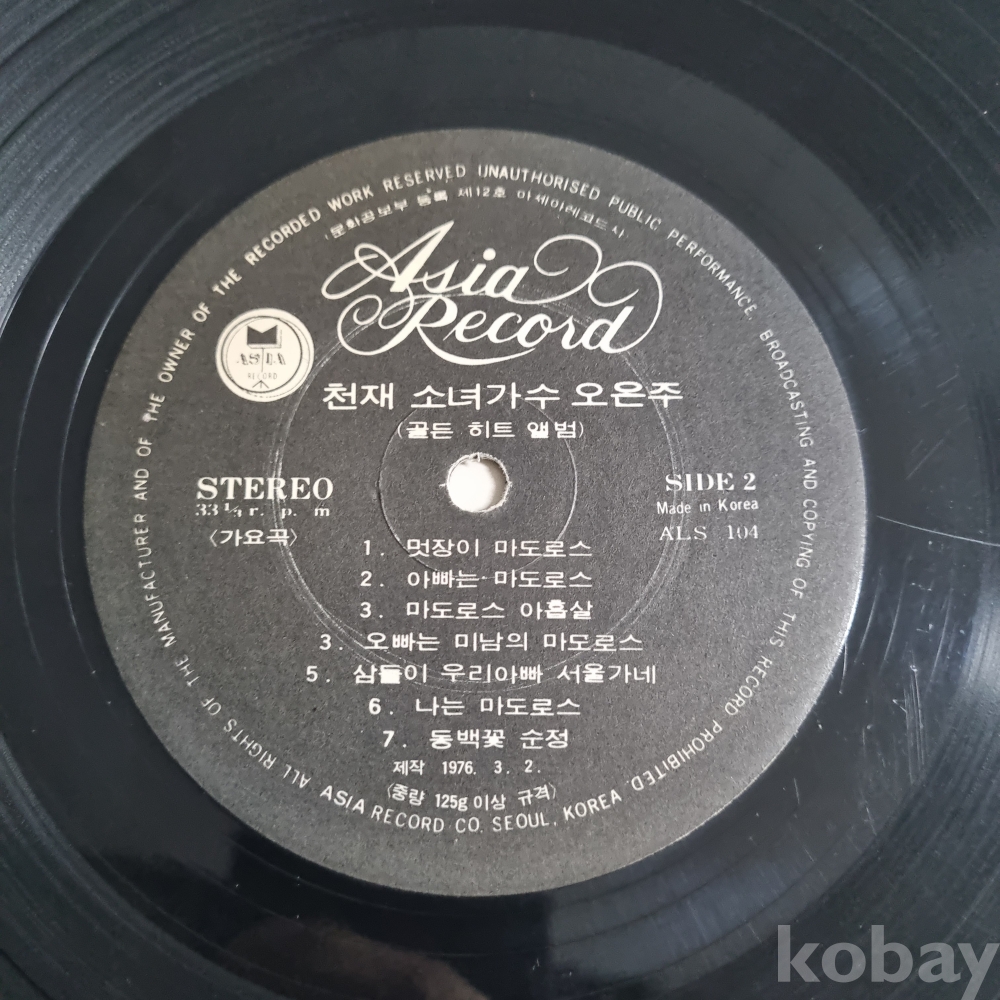 ALL RIGHTS OF THE MANUFACTURER AND OF THE OWNER OF THE RECORDED WORK RESERVED UNAUTHORISED PUBLIC PERFORMANCE, BROADCASTING AND COPYING OF THIS RECORD PROHIBITED.
(문화공보부 등록 제12호 아세아레코드사)
Asia
Record
ASIA
RECORD
천재 소녀가수 오은주
(골든 히트 앨범)
STEREO
33 ⅓ r. p. m
〈가요곡〉
SIDE 2
Made in Korea
ALS 104
1. 멋장이 마도로스
2. 아빠는 마도로스
3. 마도로스 아흡살
3. 오빠는 미남의 마도로스
5. 삼돌이 우리아빠 서울가네
6. 나는 마도로스
7. 동백꽃 순정
제작 1976. 3. 2.
(중량 125g 이상 규격)
ASIA RECORD CO. SEOUL, KOREA
kobay